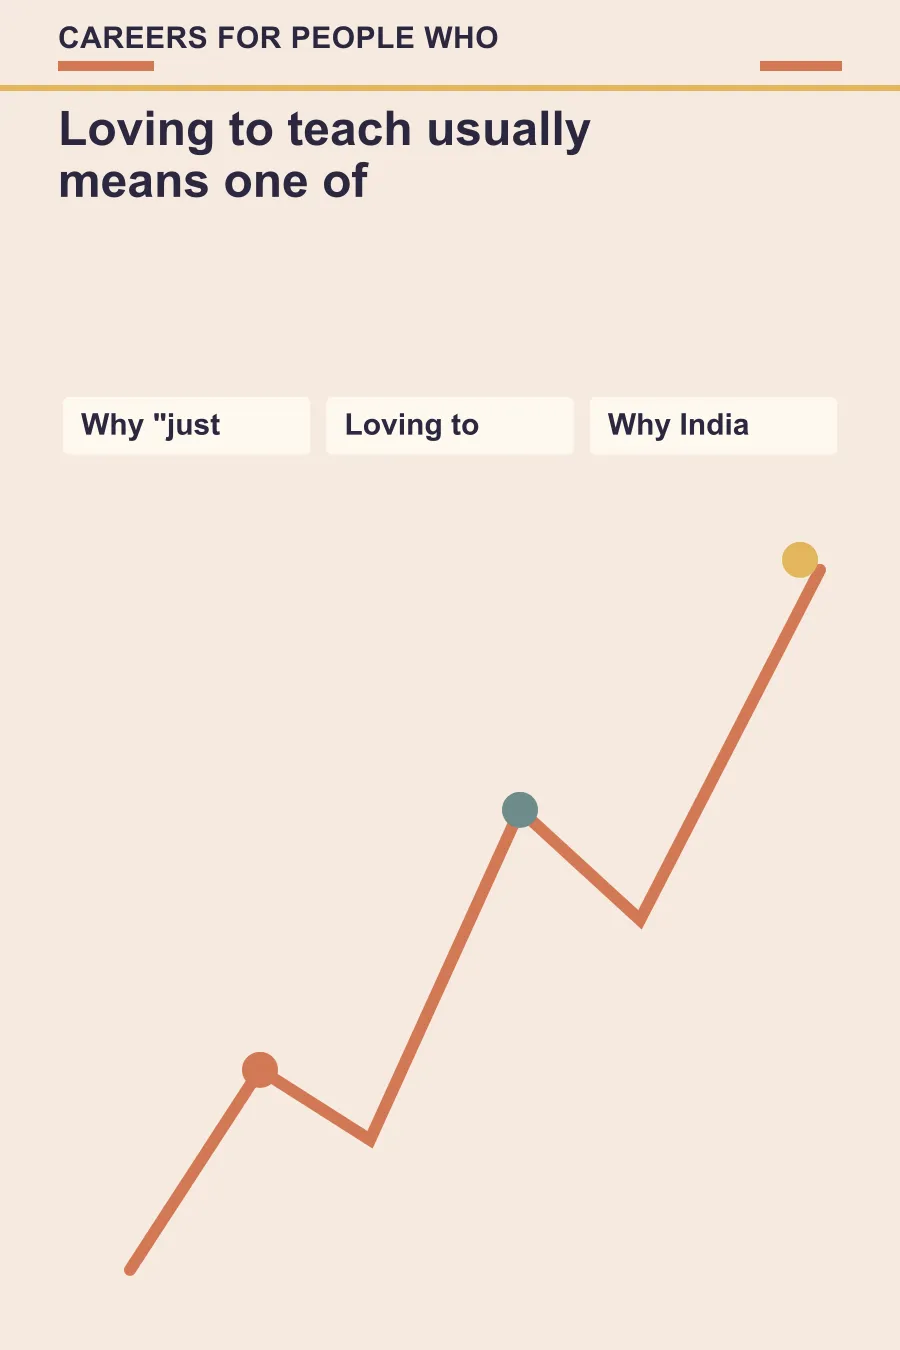 CAREERS FOR PEOPLE WHO
Loving to teach usually
means one of
Why "just
Loving to
Why India